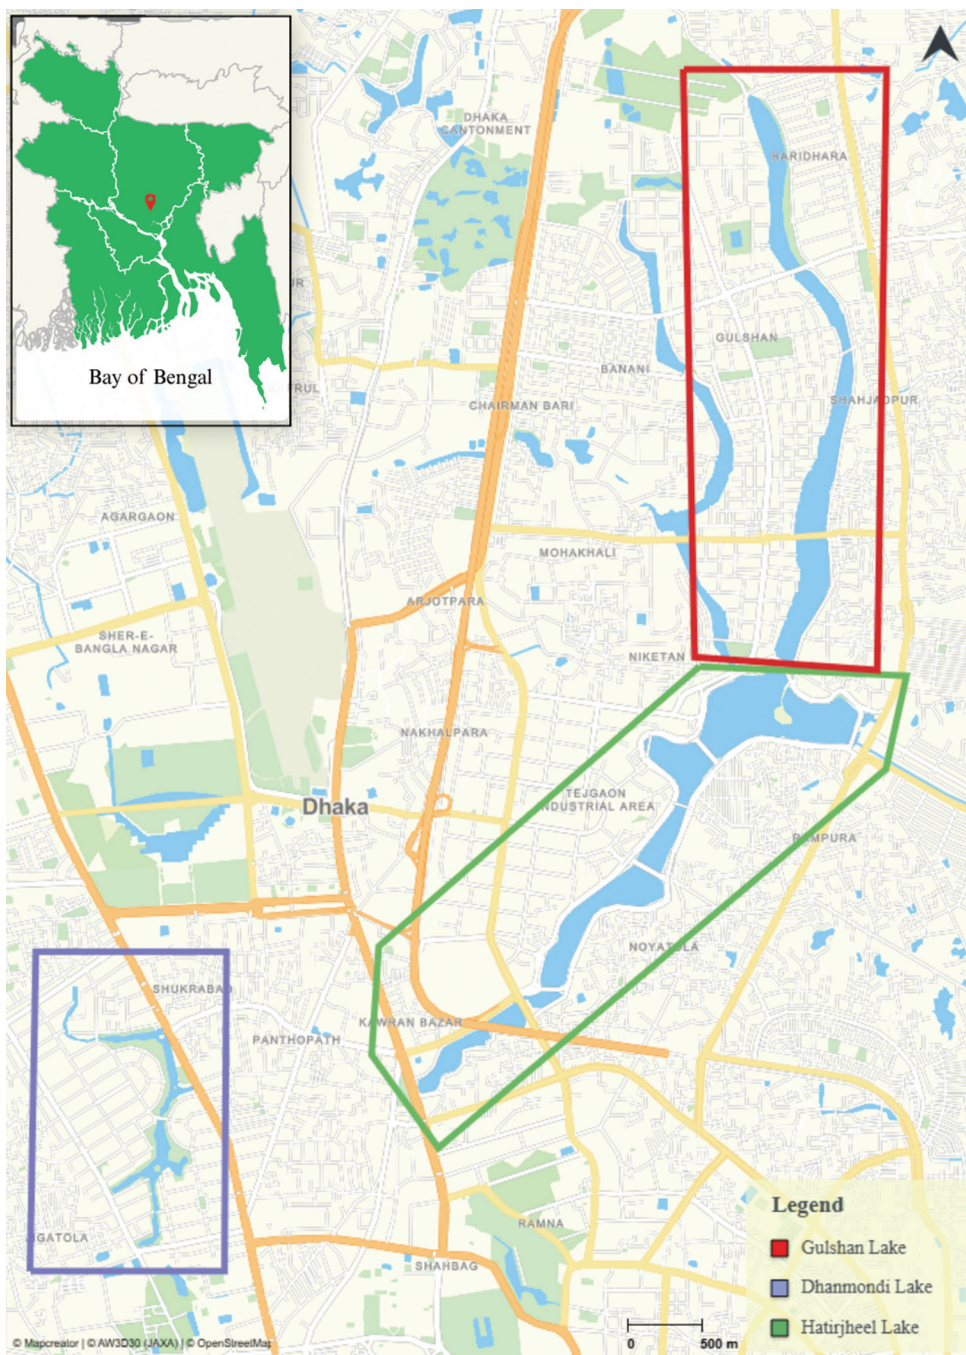 DHAKA
CANTONMENT
BARIDHARA
GULSHAN
BANANI
Bay of Bengal
SHAHJADPUR
CHAIRMAN BARI
AGARGAON
MOHAKHALI
ARJOTPARA
SHER-E-
BANGLA NAGAR
NIKETAN
NAKHALPARA
TEJGAON
INDUSTRIAL AREA
Dhaka
RAMPURA
NOYATOLA
SHUKRABAD
KAWRAN BAZAR
PANTHOPATH
Legend
RAMNA
IGATOLA
Gulshan Lake
SHAHBAG
Dhanmondi Lake
Hatirjheel Lake
© Mapcreator | © AW3D30 (JAXA) | © OpenStreetMap
0 500 m